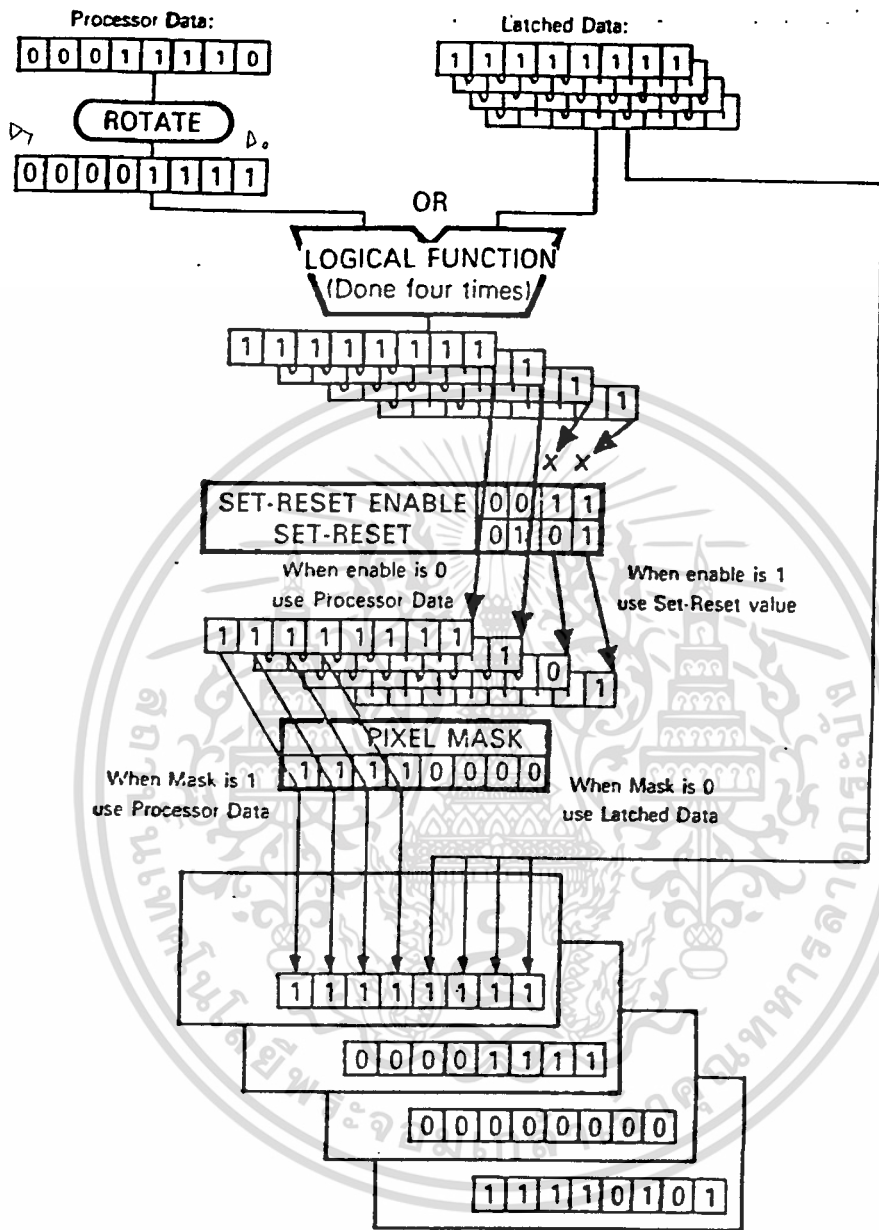 Processor Data:
Latched Data:
0 0 0 1 1 1 1 0
1 1 1 1 1 1 1 1
ROTATE
D7
D0
0 0 0 0 1 1 1 1
OR
LOGICAL FUNCTION
(Done four times)
1 1 1 1 1 1 1 1
1
1
1
X X
SET-RESET ENABLE 0 0 1 1
SET-RESET 0 1 0 1
When enable is 0
use Processor Data
When enable is 1
use Set-Reset value
1 1 1 1 1 1 1 1
1
0
1
PIXEL MASK
1 1 1 1 0 0 0 0
When Mask is 1
use Processor Data
When Mask is 0
use Latched Data
1 1 1 1 1 1 1 1
0 0 0 0 1 1 1 1
0 0 0 0 0 0 0 0
1 1 1 1 0 1 0 1